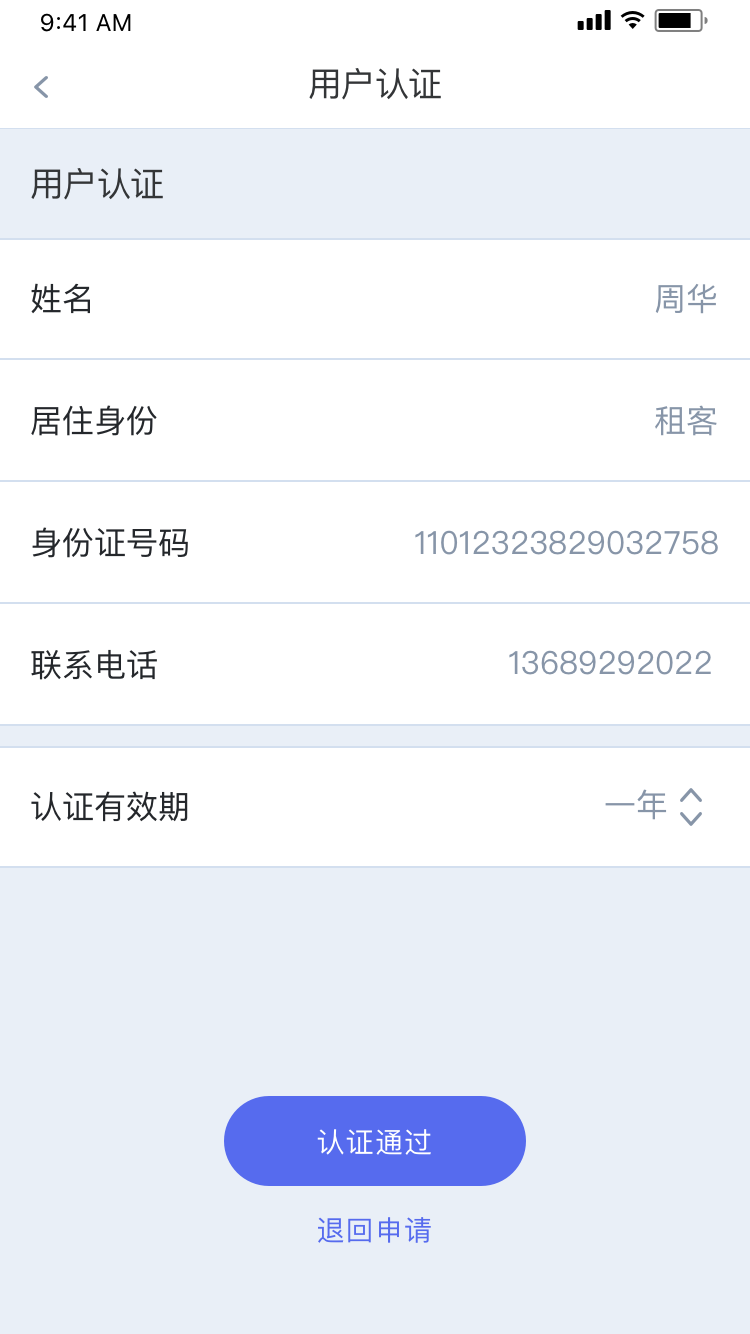 9:41 AM
用户认证
用户认证
姓名 周华
居住身份 租客
身份证号码 11012323829032758
联系电话 13689292022
认证有效期 一年
认证通过
退回申请